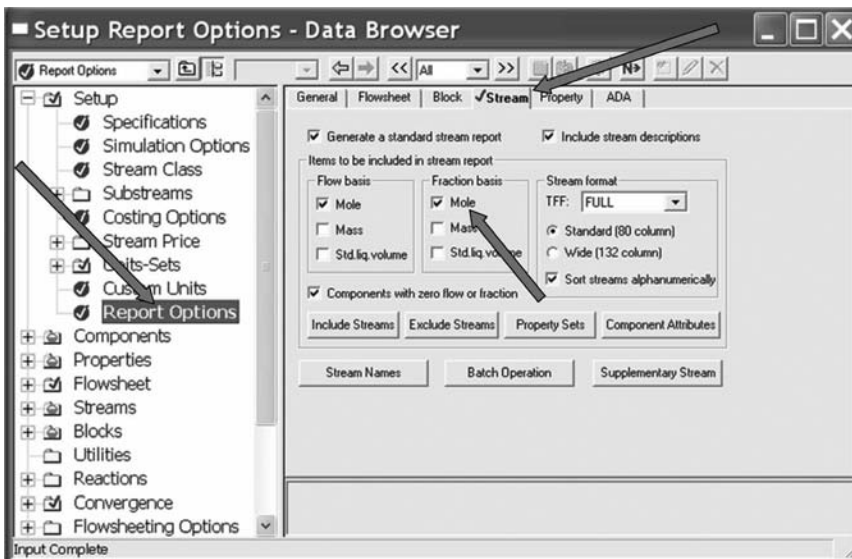 Setup Report Options - Data Browser
Report Options
<<
All
>>
N>
Setup
Specifications
Simulation Options
Stream Class
Substreams
Costing Options
Stream Price
Units-Sets
Custom Units
Report Options
Components
Properties
Flowsheet
Streams
Blocks
Utilities
Reactions
Convergence
Flowsheeting Options
General Flowsheet Block Stream Property ADA
Generate a standard stream report Include stream descriptions
Items to be included in stream report
Flow basis Fraction basis Stream format
Mole Mole TFF: FULL
Mass Mass Standard (80 column)
Std.liq.volume Std.liq.volume Wide (132 column)
Sort streams alphanumerically
Components with zero flow or fraction
Include Streams Exclude Streams Property Sets Component Attributes
Stream Names Batch Operation Supplementary Stream
Input Complete